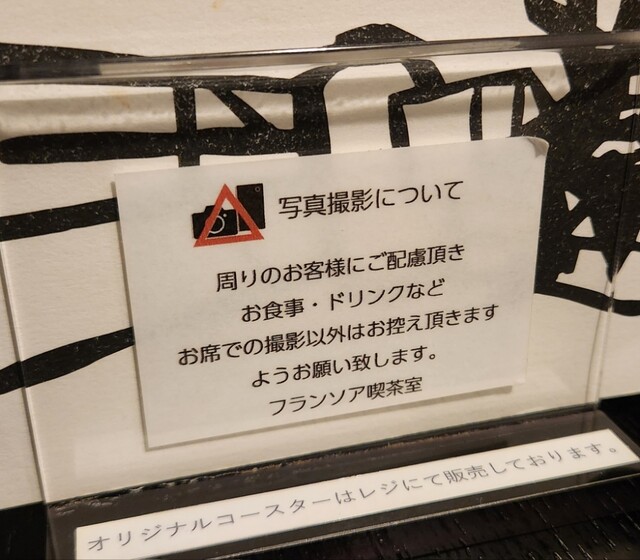 写真撮影について
周りのお客様にご配慮頂き
お食事・ドリンクなど
お席での撮影以外はお控え頂きます
ようお願い致します。
フランソア喫茶室
オリジナルコースターはレジにて販売しております。